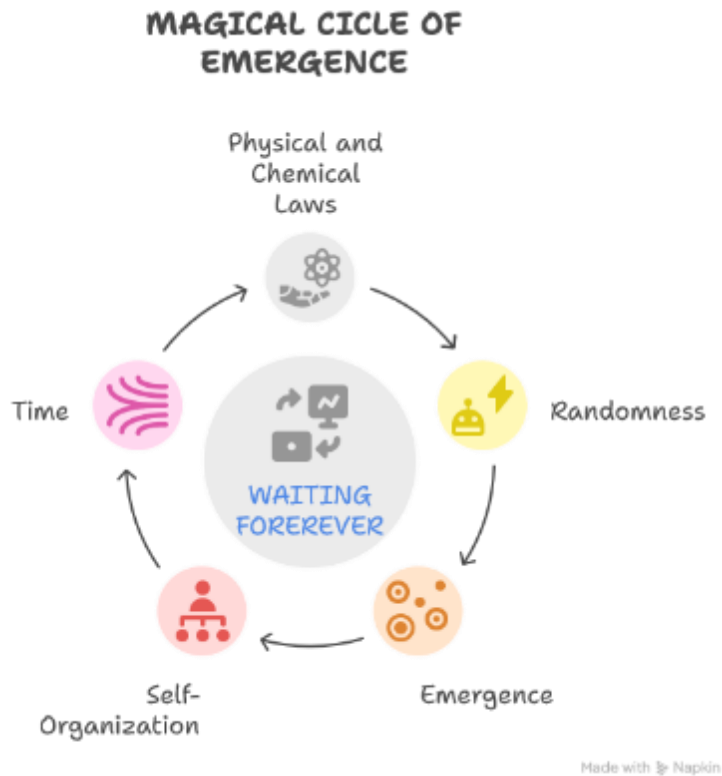 MAGICAL CICLE OF
EMERGENCE
Physical and
Chemical
Laws
Time
Randomness
WAITING
FOREREVER
Self-
Organization
Emergence
Made with Napkin